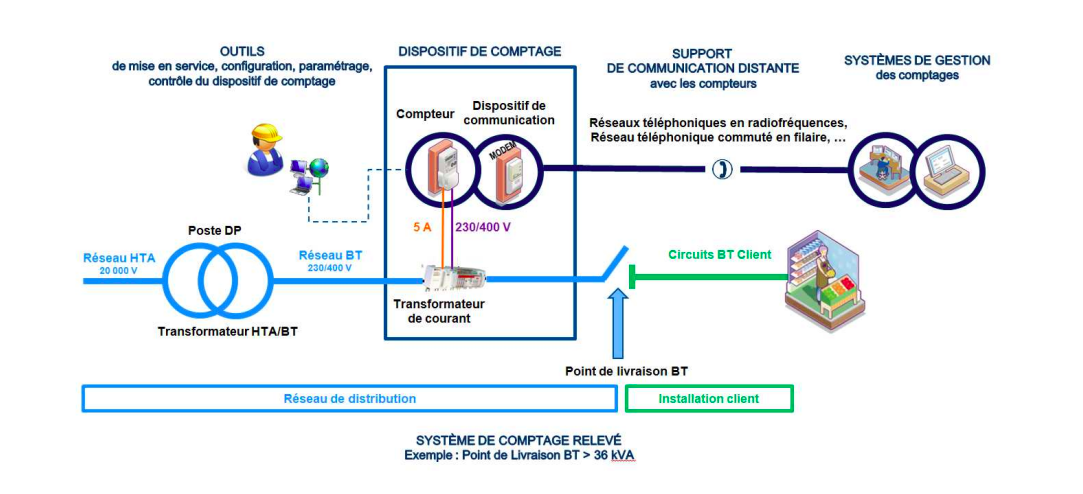 OUTILS
de mise en service, configuration, paramétrage,
contrôle du dispositif de comptage
DISPOSITIF DE COMPTAGE
SUPPORT
DE COMMUNICATION DISTANTE
avec les compteurs
SYSTÈMES DE GESTION
des comptages
Compteur
Dispositif de
communication
MODEM
Réseaux téléphoniques en radiofréquences,
Réseau téléphonique commuté en filaire, …
5 A
230/400 V
Poste DP
Réseau HTA
20 000 V
Réseau BT
230/400 V
Transformateur HTA/BT
Transformateur
de courant
Circuits BT Client
Point de livraison BT
Réseau de distribution
Installation client
SYSTÈME DE COMPTAGE RELEVÉ
Exemple : Point de Livraison BT > 36 kVA